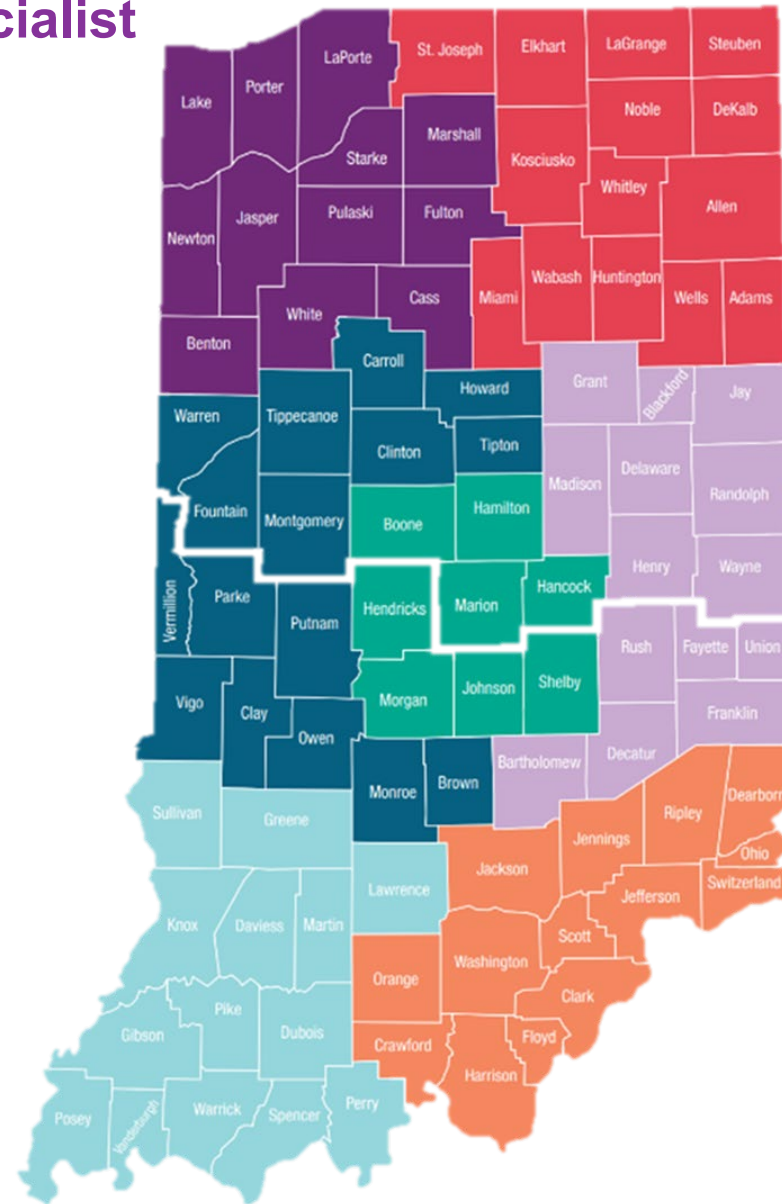 cialist
St. Joseph
Elkhart
LaGrange
Steuben
LaPorte
Porter
Lake
Noble
DeKalb
Marshall
Starke
Kosciusko
Whitley
Allen
Pulaski
Fulton
Jasper
Newton
Wabash
Huntington
Miami
Cass
Wells
Adams
White
Benton
Carroll
Grant
Blackford
Jay
Howard
Warren
Tippecanoe
Clinton
Tipton
Delaware
Madison
Randolph
Fountain
Montgomery
Boone
Hamilton
Henry
Wayne
Vermillion
Parke
Hendricks
Marion
Hancock
Putnam
Rush
Fayette
Union
Vigo
Clay
Morgan
Johnson
Shelby
Franklin
Owen
Decatur
Bartholomew
Monroe
Brown
Dearborn
Sullivan
Greene
Jennings
Ripley
Ohio
Jackson
Lawrence
Jefferson
Switzerland
Knox
Daviess
Martin
Scott
Washington
Orange
Clark
Pike
Gibson
Dubois
Crawford
Floyd
Harrison
Posey
Vanderburgh
Warrick
Spencer
Perry